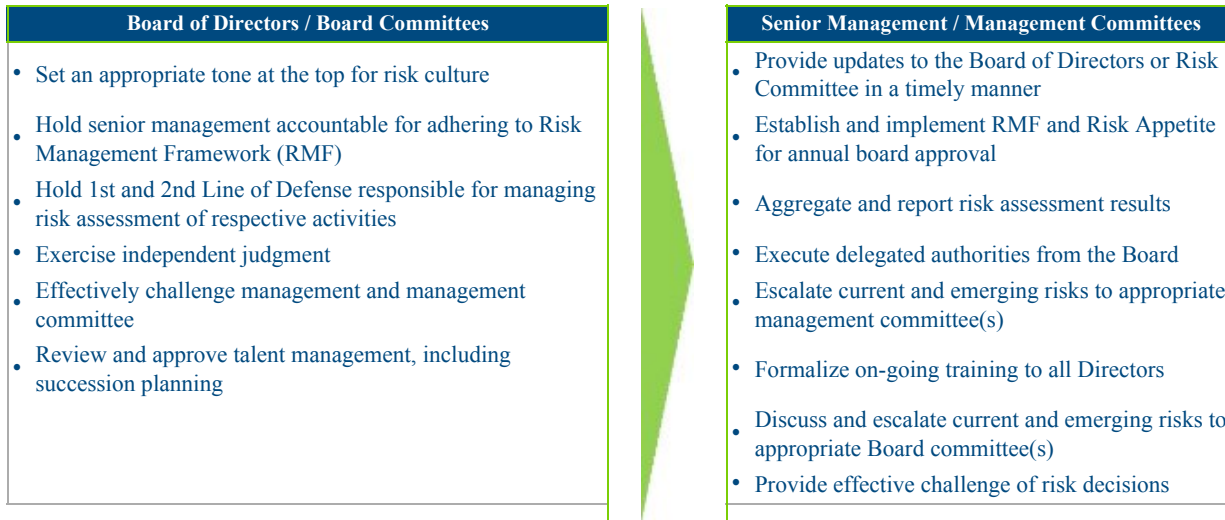 Board of Directors / Board Committees
• Set an appropriate tone at the top for risk culture
• Hold senior management accountable for adhering to Risk
Management Framework (RMF)
• Hold 1st and 2nd Line of Defense responsible for managing
risk assessment of respective activities
• Exercise independent judgment
• Effectively challenge management and management
committee
• Review and approve talent management, including
succession planning
Senior Management / Management Committees
• Provide updates to the Board of Directors or Risk
Committee in a timely manner
• Establish and implement RMF and Risk Appetite
for annual board approval
• Aggregate and report risk assessment results
• Execute delegated authorities from the Board
• Escalate current and emerging risks to appropriate
management committee(s)
• Formalize on-going training to all Directors
• Discuss and escalate current and emerging risks to
appropriate Board committee(s)
• Provide effective challenge of risk decisions